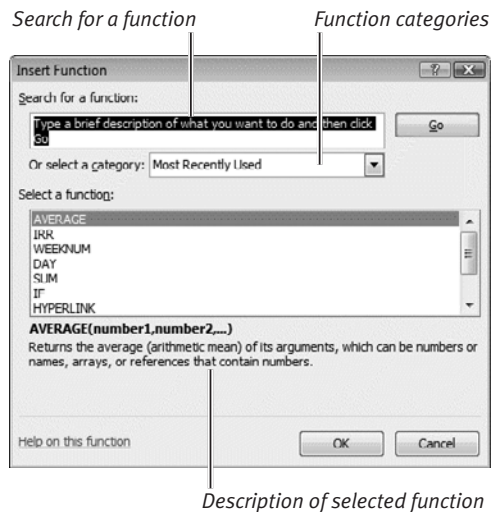 Search for a function
Function categories
Insert Function
Search for a function:
Type a brief description of what you want to do and then click
Go
Go
Or select a category: Most Recently Used
Select a function:
AVERAGE
IRR
WEEKNUM
DAY
SUM
IF
HYPERLINK
AVERAGE(number1,number2,...)
Returns the average (arithmetic mean) of its arguments, which can be numbers or
names, arrays, or references that contain numbers.
Help on this function
OK
Cancel
Description of selected function